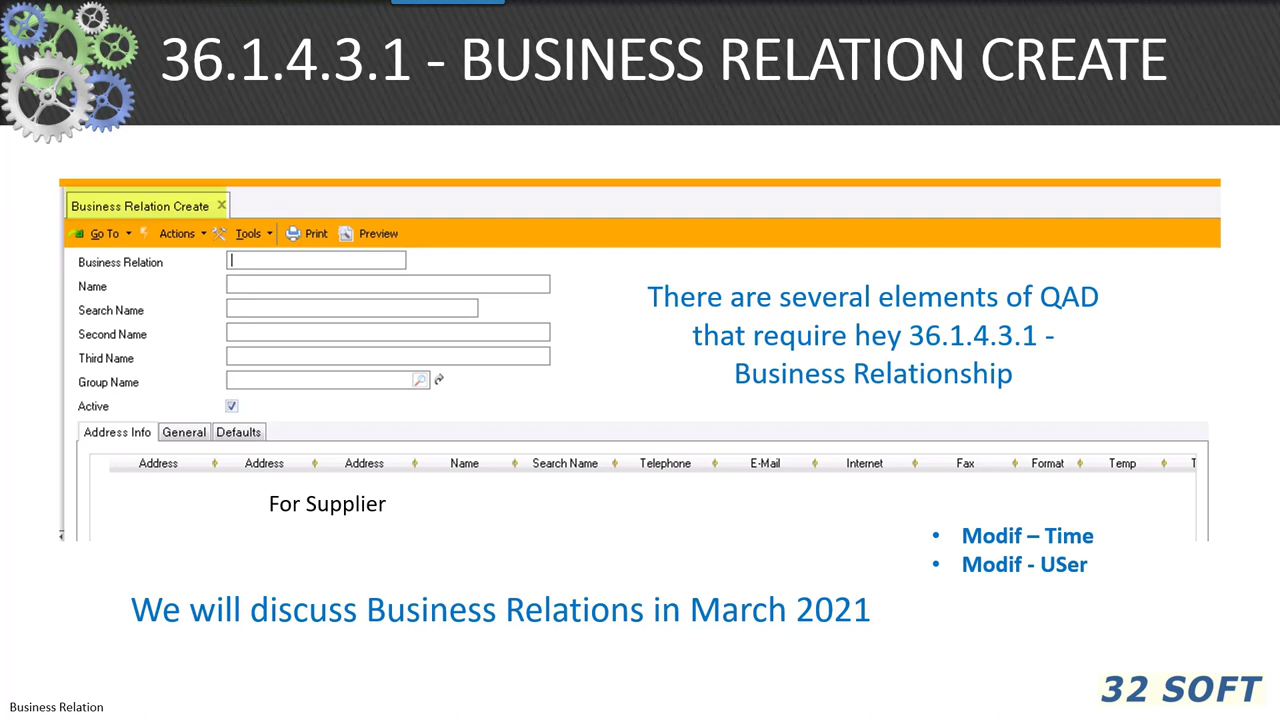 36.1.4.3.1 - BUSINESS RELATION CREATE
Business Relation Create X
Go To Actions Tools Print Preview
Business Relation
Name
Search Name
Second Name
Third Name
Group Name
Active
There are several elements of QAD
that require hey 36.1.4.3.1 -
Business Relationship
Address Info General Defaults
Address Address Address Name Search Name Telephone E-Mail Internet Fax Format Temp T
For Supplier
• Modif – Time
• Modif - USer
We will discuss Business Relations in March 2021
32 SOFT
Business Relation